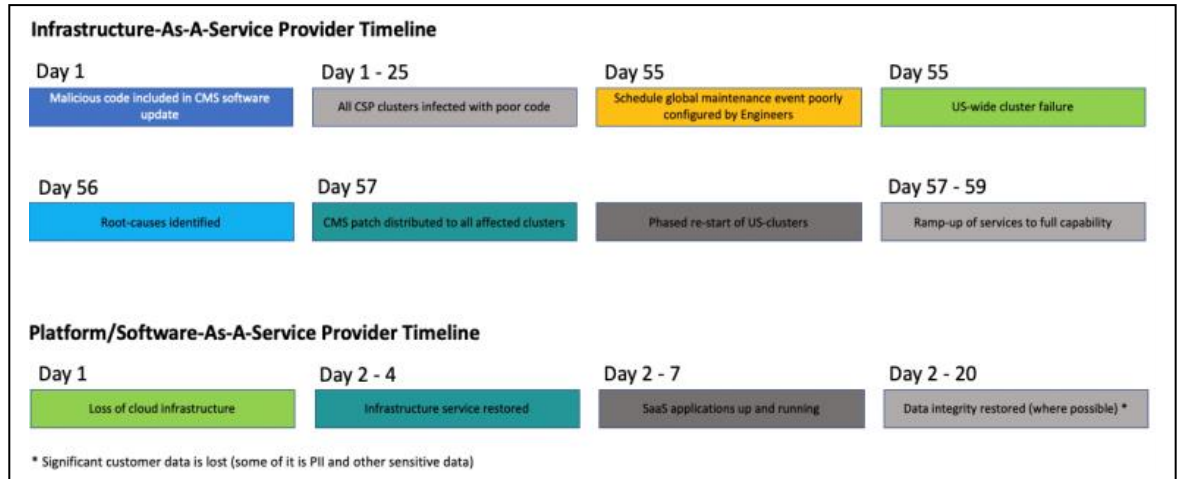 Infrastructure-As-A-Service Provider Timeline
Day 1
Day 1 - 25
Day 55
Day 55
Malicious code included in CMS software
update
All CSP clusters infected with poor code
Schedule global maintenance event poorly
configured by Engineers
US-wide cluster failure
Day 56
Day 57
Day 57 - 59
Root-causes identified
CMS patch distributed to all affected clusters
Phased re-start of US-clusters
Ramp-up of services to full capability
Platform/Software-As-A-Service Provider Timeline
Day 1
Day 2 - 4
Day 2 - 7
Day 2 - 20
Loss of cloud infrastructure
Infrastructure service restored
SaaS applications up and running
Data integrity restored (where possible) *
* Significant customer data is lost (some of it is PII and other sensitive data)